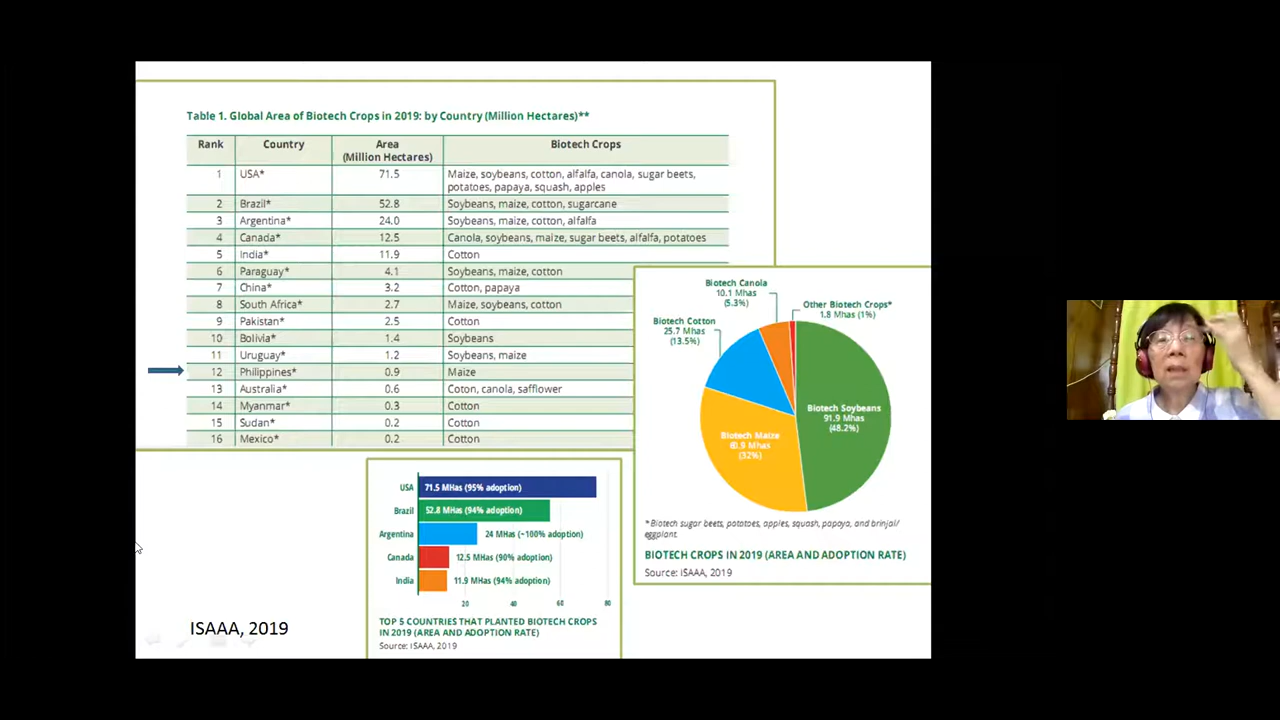 Table 1. Global Area of Biotech Crops in 2019: by Country (Million Hectares)**
Rank Country Area (Million Hectares) Biotech Crops
1 USA* 71.5 Maize, soybeans, cotton, alfalfa, canola, sugar beets,
potatoes, papaya, squash, apples
2 Brazil* 52.8 Soybeans, maize, cotton, sugarcane
3 Argentina* 24.0 Soybeans, maize, cotton, alfalfa
4 Canada* 12.5 Canola, soybeans, maize, sugar beets, alfalfa, potatoes
5 India* 11.9 Cotton
6 Paraguay* 4.1 Soybeans, maize, cotton
7 China* 3.2 Cotton, papaya
8 South Africa* 2.7 Maize, soybeans, cotton
9 Pakistan* 2.5 Cotton
10 Bolivia* 1.4 Soybeans
11 Uruguay* 1.2 Soybeans, maize
12 Philippines* 0.9 Maize
13 Australia* 0.6 Coton, canola, safflower
14 Myanmar* 0.3 Cotton
15 Sudan* 0.2 Cotton
16 Mexico* 0.2 Cotton
Biotech Canola
10.1 Mhas
(5.3%)
Other Biotech Crops*
1.8 Mhas (1%)
Biotech Cotton
25.7 Mhas
(13.5%)
Biotech Soybeans
91.9 Mhas
(48.2%)
Biotech Maize
60.9 Mhas
(32%)
*Biotech sugar beets, potatoes, apples, squash, papaya, and brinjal/
eggplant.
BIOTECH CROPS IN 2019 (AREA AND ADOPTION RATE)
Source: ISAAA, 2019
USA 71.5 MHas (95% adoption)
Brazil 52.8 MHas (94% adoption)
Argentina 24 MHas (~100% adoption)
Canada 12.5 MHas (90% adoption)
India 11.9 MHas (94% adoption)
20 40 60 80
TOP 5 COUNTRIES THAT PLANTED BIOTECH CROPS
IN 2019 (AREA AND ADOPTION RATE)
Source: ISAAA, 2019
ISAAA, 2019